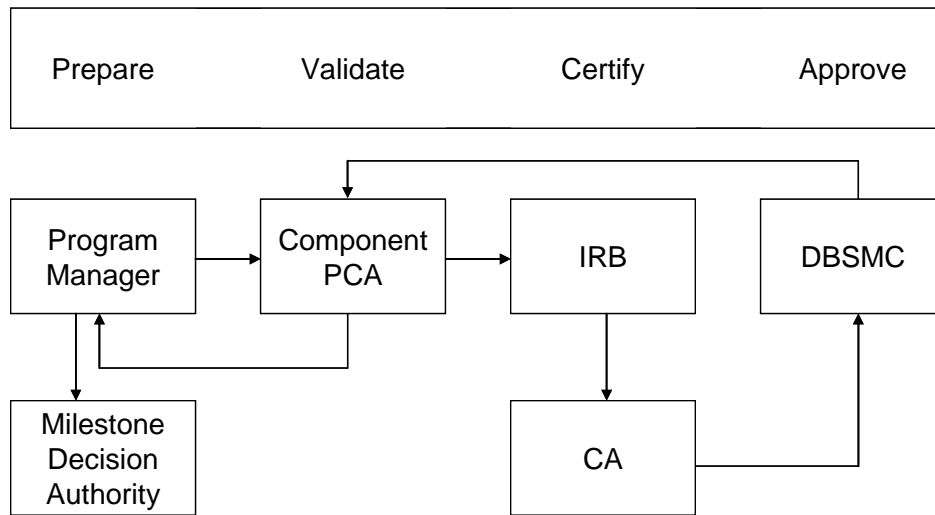 Prepare Validate Certify Approve
Program
Manager
Component
PCA
IRB
DBSMC
Milestone
Decision
Authority
CA